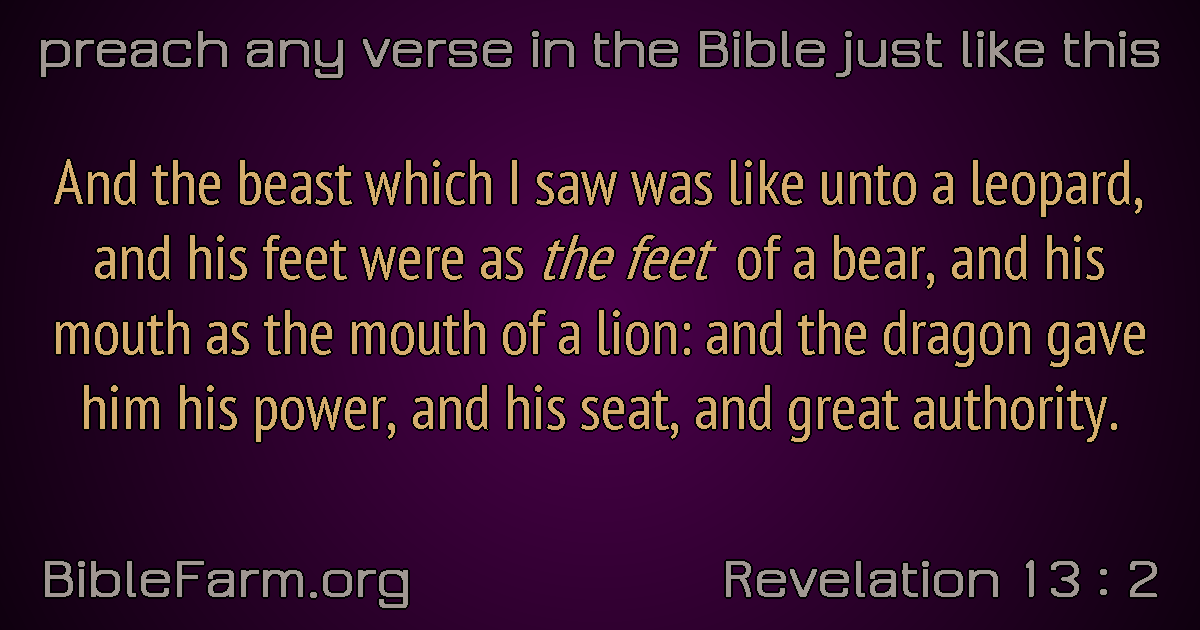 preach any verse in the Bible just like this
And the beast which I saw was like unto a leopard,
and his feet were as the feet of a bear, and his
mouth as the mouth of a lion: and the dragon gave
him his power, and his seat, and great authority.
BibleFarm.org
Revelation 13 : 2